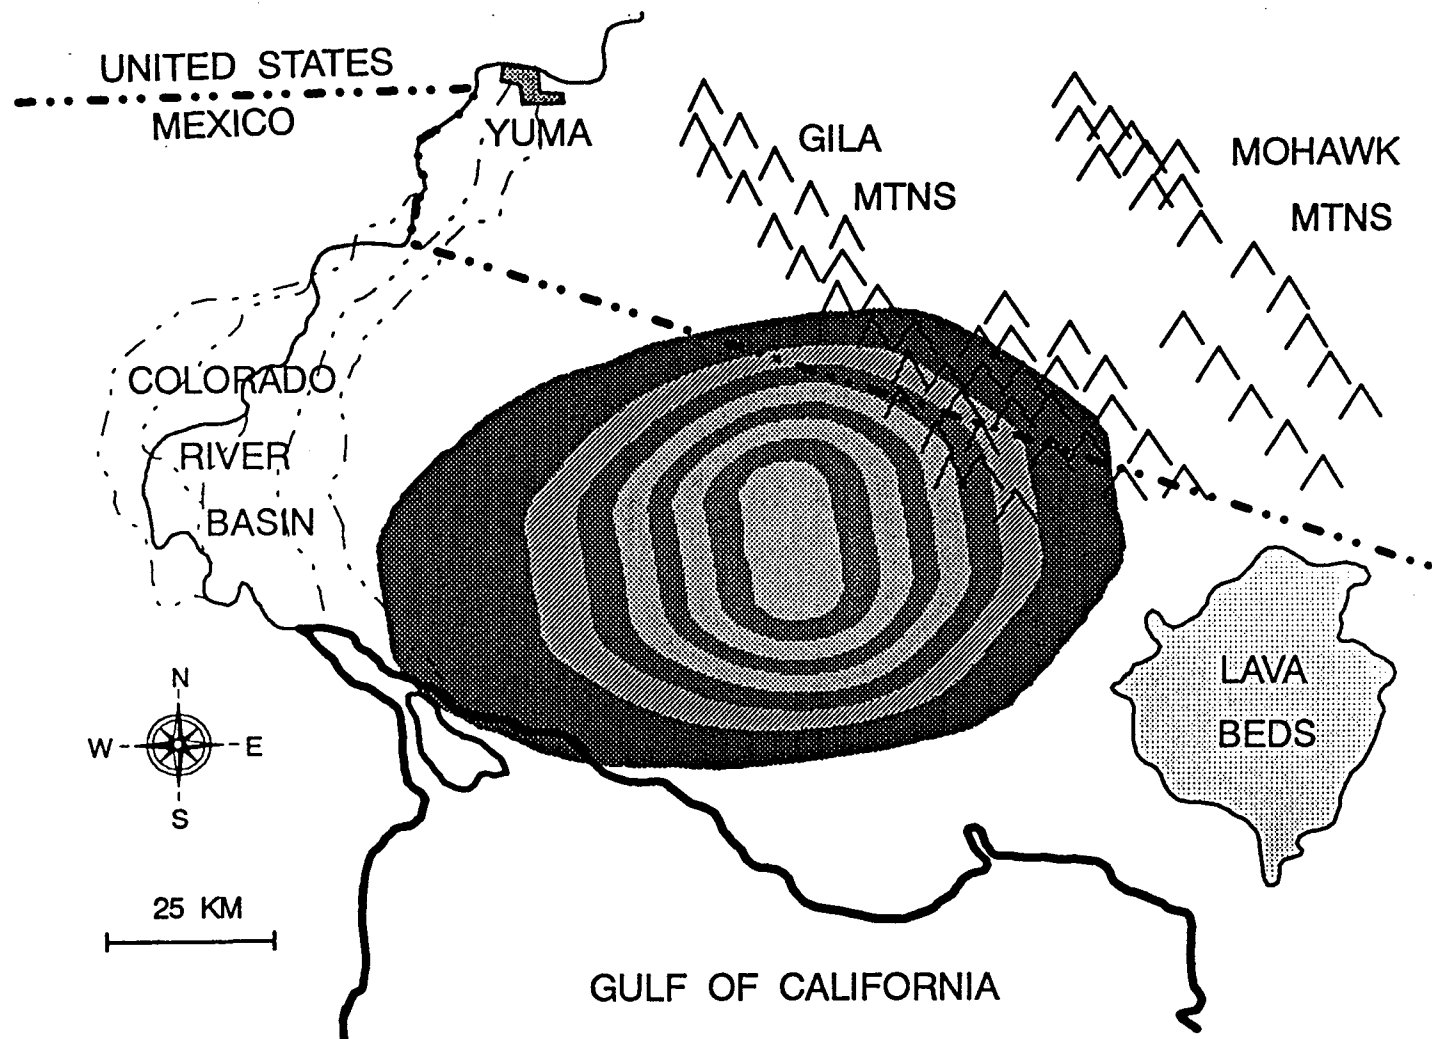 UNITED STATES
MEXICO
YUMA
GILA
MTNS
MOHAWK
MTNS
COLORADO
RIVER
BASIN
LAVA
BEDS
N
W
E
S
25 KM
GULF OF CALIFORNIA